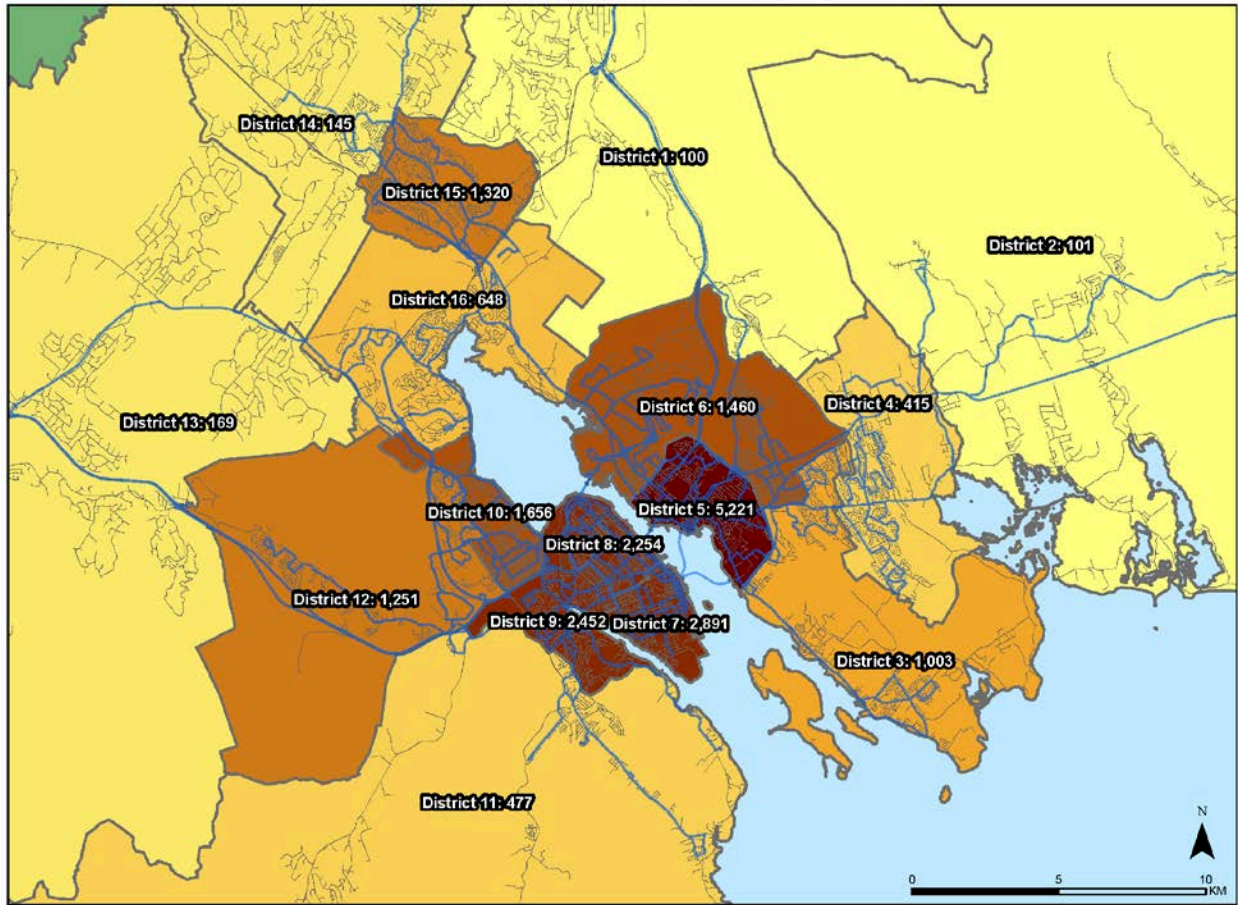 District 14: 145
District 1: 100
District 15: 1,320
District 2: 101
District 16: 648
District 6: 1,460
District 4: 415
District 13: 169
District 10: 1,656
District 5: 5,221
District 8: 2,254
District 12: 1,251
District 9: 2,452
District 7: 2,891
District 3: 1,003
District 11: 477
N
0 5 10
KM